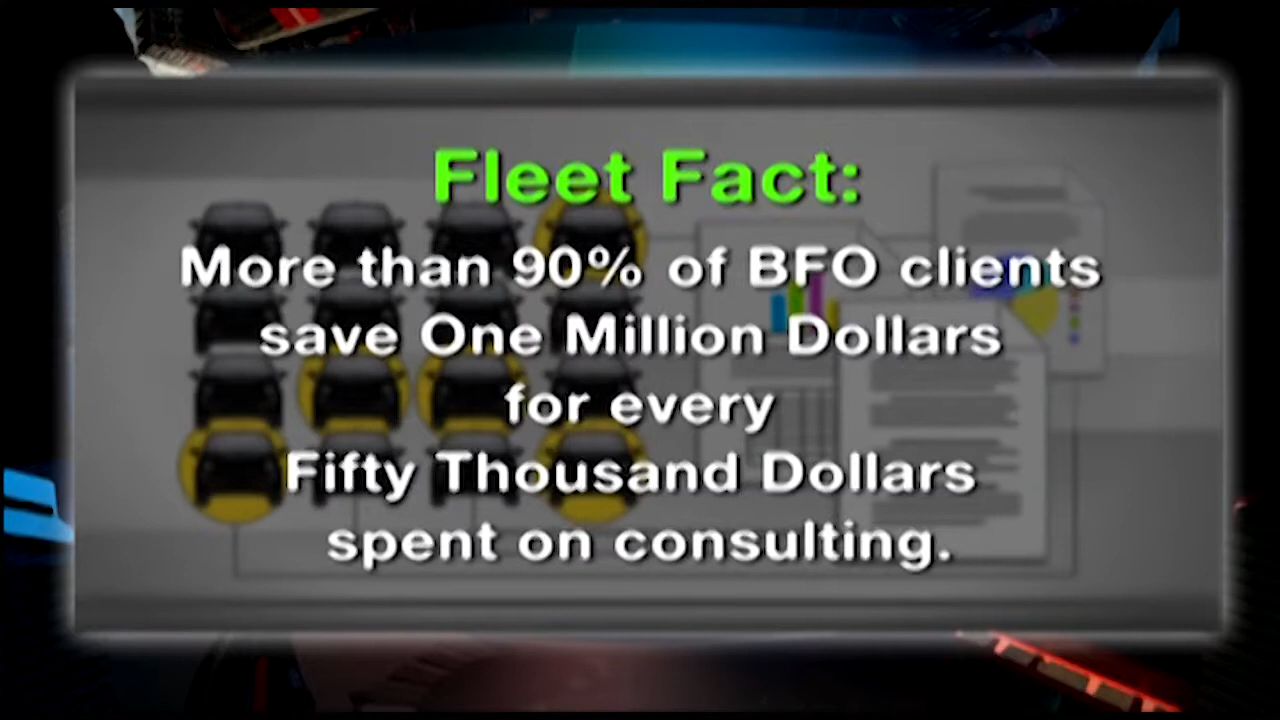 Fleet Fact:
More than 90% of BFO clients
save One Million Dollars
for every
Fifty Thousand Dollars
spent on consulting.